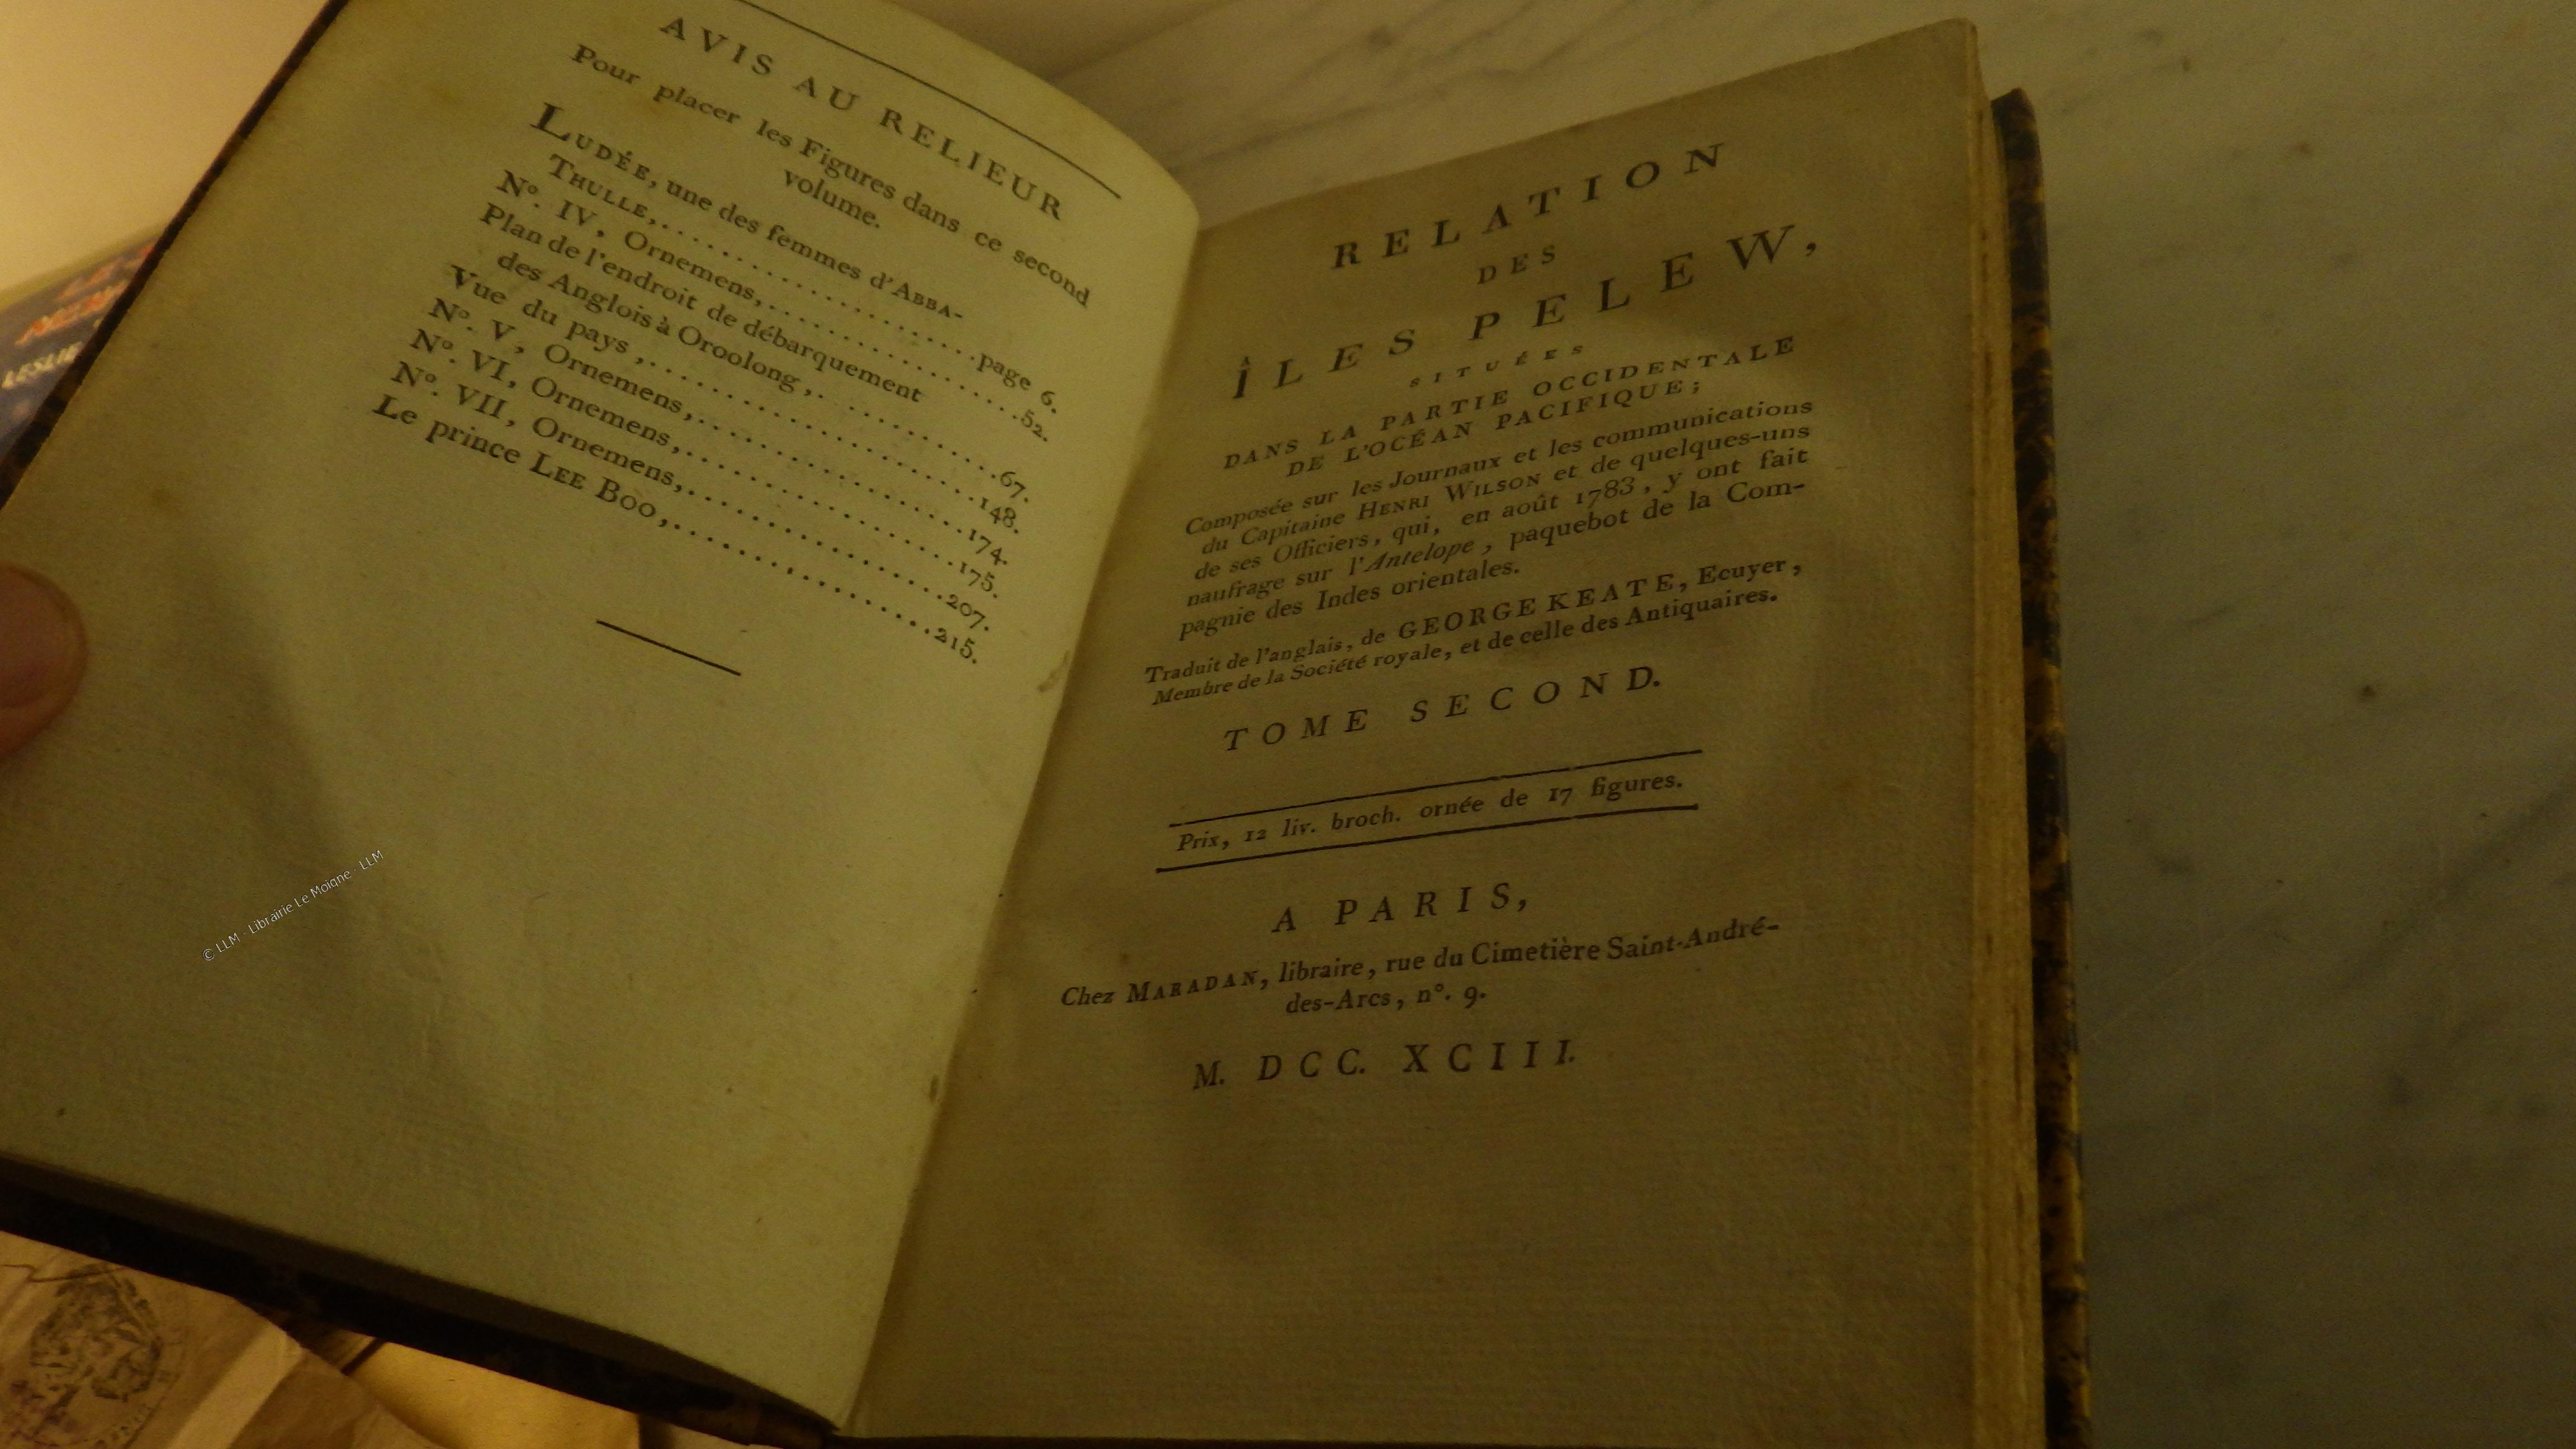 AVIS AU RELIEUR
Pour placer les Figures dans ce second
volume.
LUDÉE, une des femmes d'ABBA-
THULLE,......................page 6.
N°. IV, Ornemens,......................52.
Plan de l'endroit de débarquement
des Anglois à Oroolong,......................67.
Vue du pays,......................148.
N°. V, Ornemens,......................174.
N°. VI, Ornemens,......................175.
N°. VII, Ornemens,......................207.
Le prince LEE BOO,......................215.
RELATION
DES
ÎLES PELEW,
SITUÉES
DANS LA PARTIE OCCIDENTALE
DE L'OCÉAN PACIFIQUE;
Composée sur les Journaux et les communications
du Capitaine HENRI WILSON et de quelques-uns
de ses Officiers, qui, en août 1783, y ont fait
naufrage sur l'Antelope, paquebot de la Com-
pagnie des Indes orientales.
Traduit de l'anglais, de GEORGE KEATE, Ecuyer,
Membre de la Société royale, et de celle des Antiquaires.
TOME SECOND.
Prix, 12 liv. broch. ornée de 17 figures.
A PARIS,
Chez MARADAN, libraire, rue du Cimetière Saint-André-
des-Arcs, n°. 9.
M. DCC. XCIII.
© LLM - Librairie Le Moigne - LLM
LESLIE